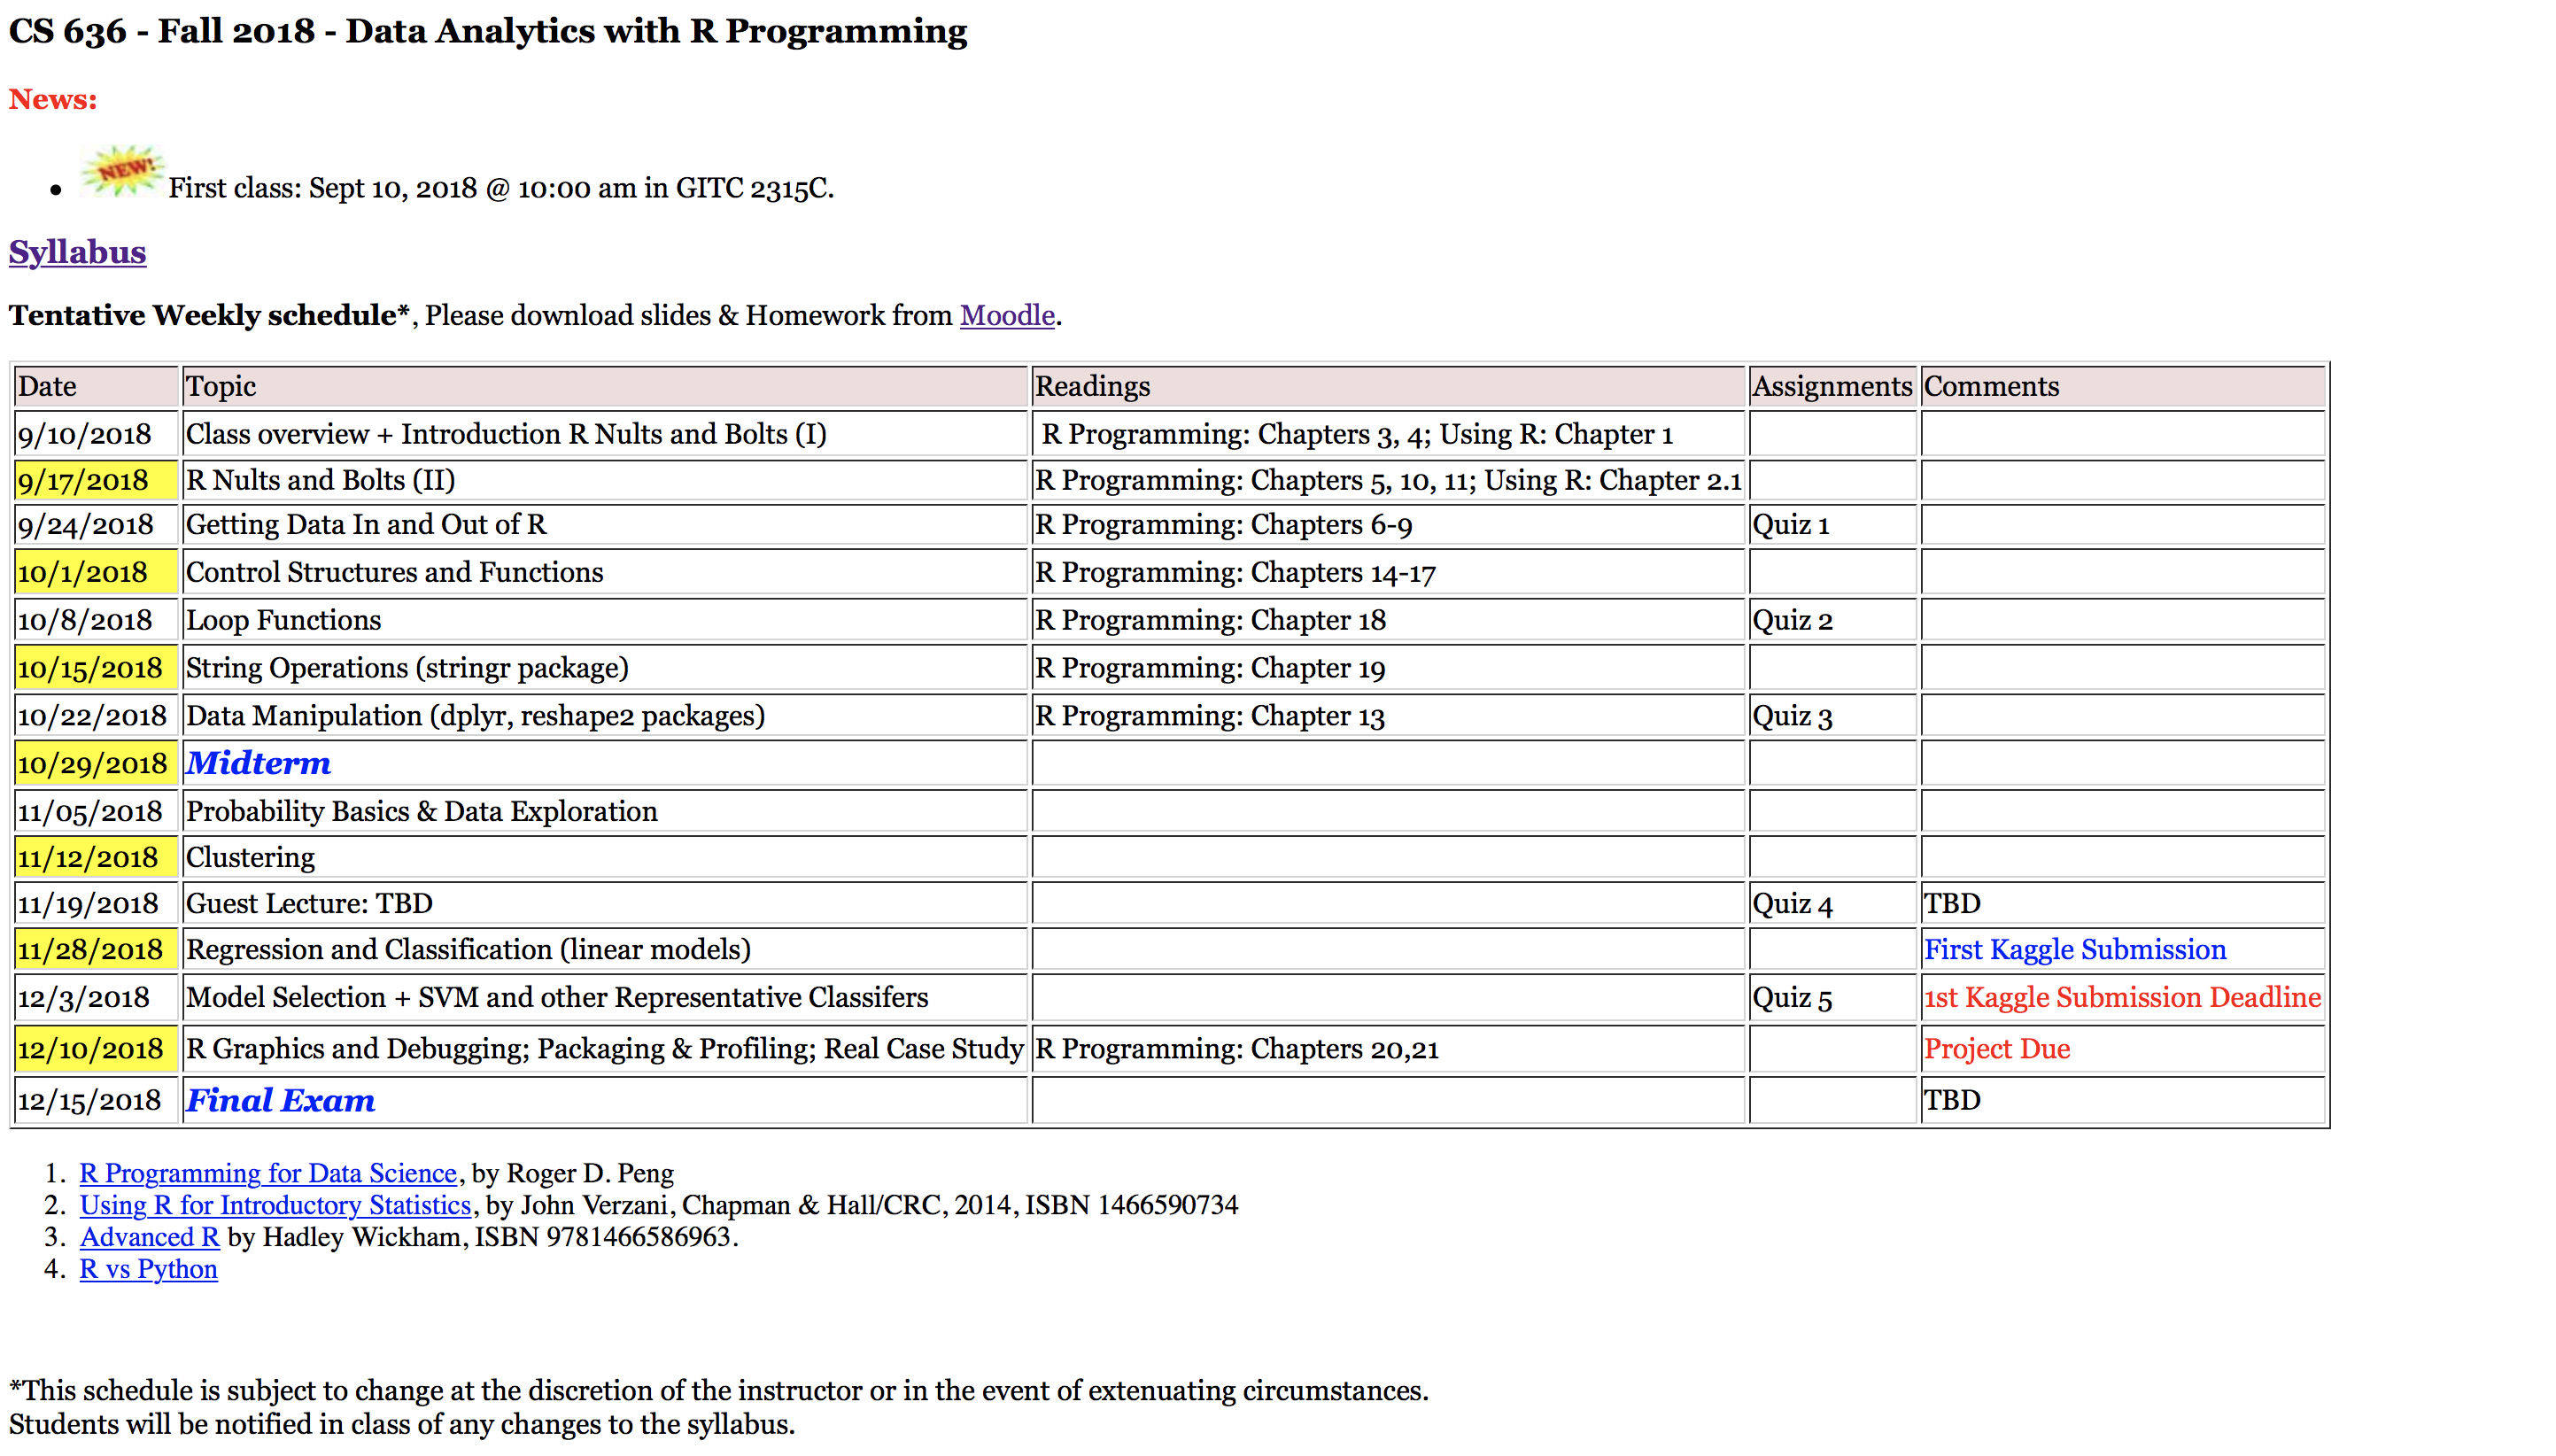 CS 636 - Fall 2018 - Data Analytics with R Programming
News:
NEW!
First class: Sept 10, 2018 @ 10:00 am in GITC 2315C.
Syllabus
Tentative Weekly schedule*, Please download slides & Homework from Moodle.
Date Topic Readings Assignments Comments
9/10/2018 Class overview + Introduction R Nults and Bolts (I) R Programming: Chapters 3, 4; Using R: Chapter 1
9/17/2018 R Nults and Bolts (II) R Programming: Chapters 5, 10, 11; Using R: Chapter 2.1
9/24/2018 Getting Data In and Out of R R Programming: Chapters 6-9 Quiz 1
10/1/2018 Control Structures and Functions R Programming: Chapters 14-17
10/8/2018 Loop Functions R Programming: Chapter 18 Quiz 2
10/15/2018 String Operations (stringr package) R Programming: Chapter 19
10/22/2018 Data Manipulation (dplyr, reshape2 packages) R Programming: Chapter 13 Quiz 3
10/29/2018 Midterm
11/05/2018 Probability Basics & Data Exploration
11/12/2018 Clustering
11/19/2018 Guest Lecture: TBD Quiz 4 TBD
11/28/2018 Regression and Classification (linear models) First Kaggle Submission
12/3/2018 Model Selection + SVM and other Representative Classifers Quiz 5 1st Kaggle Submission Deadline
12/10/2018 R Graphics and Debugging; Packaging & Profiling; Real Case Study R Programming: Chapters 20,21 Project Due
12/15/2018 Final Exam TBD
1. R Programming for Data Science, by Roger D. Peng
2. Using R for Introductory Statistics, by John Verzani, Chapman & Hall/CRC, 2014, ISBN 1466590734
3. Advanced R by Hadley Wickham, ISBN 9781466586963.
4. R vs Python
*This schedule is subject to change at the discretion of the instructor or in the event of extenuating circumstances.
Students will be notified in class of any changes to the syllabus.